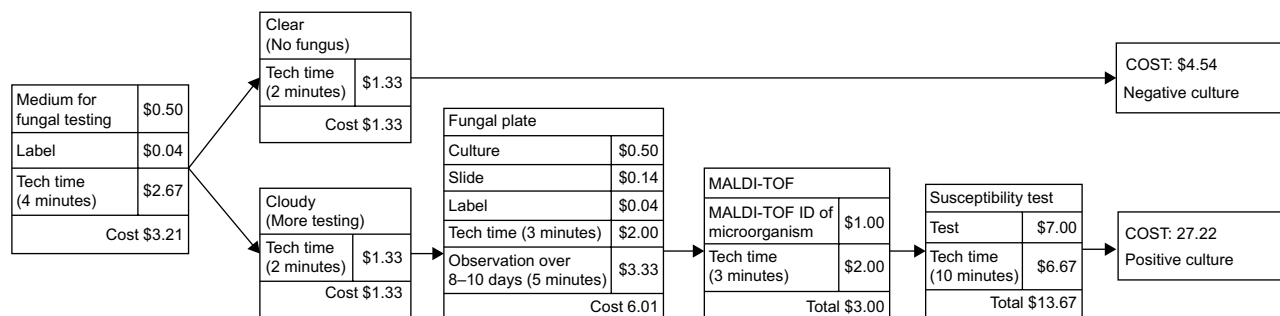 Medium for
fungal testing
$0.50
Label
$0.04
Tech time
(4 minutes)
$2.67
Cost $3.21
Clear
(No fungus)
Tech time
(2 minutes)
$1.33
Cost $1.33
COST: $4.54
Negative culture
Cloudy
(More testing)
Tech time
(2 minutes)
$1.33
Cost $1.33
Fungal plate
Culture
$0.50
Slide
$0.14
Label
$0.04
Tech time (3 minutes)
$2.00
Observation over
8–10 days (5 minutes)
$3.33
Cost 6.01
MALDI-TOF
MALDI-TOF ID of
microorganism
$1.00
Tech time
(3 minutes)
$2.00
Total $3.00
Susceptibility test
Test
$7.00
Tech time
(10 minutes)
$6.67
Total $13.67
COST: 27.22
Positive culture